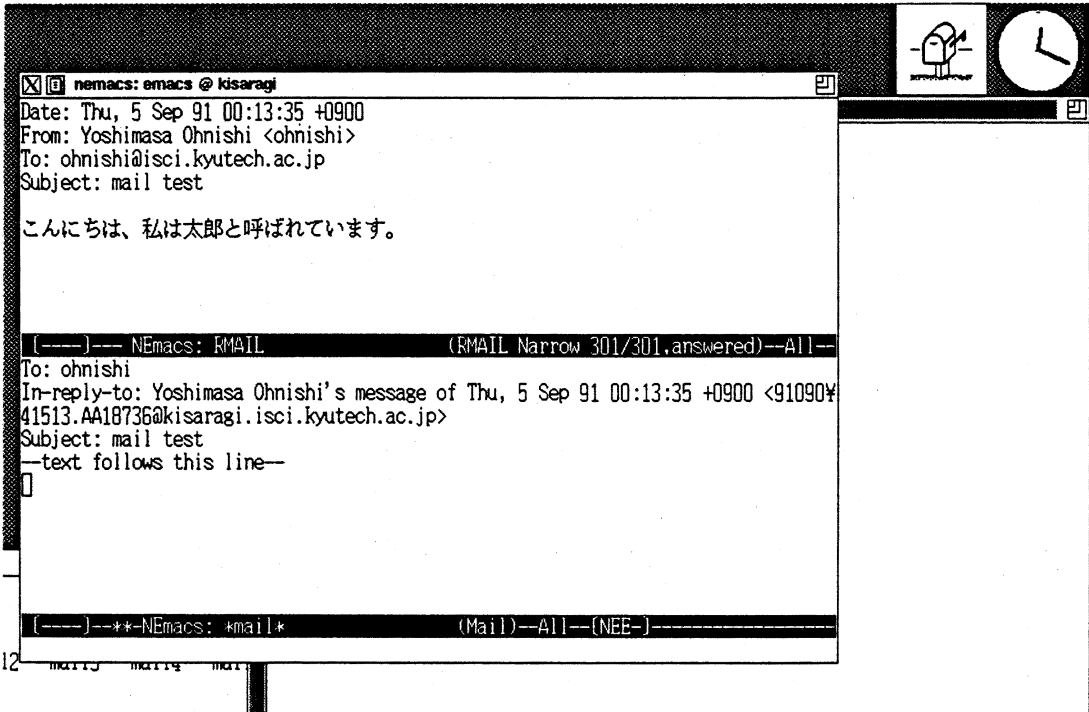 nemacs: emacs @ kisaragi
Date: Thu, 5 Sep 91 00:13:35 +0900
From: Yoshimasa Ohnishi <ohnishi>
To: ohnishi@isci.kyutech.ac.jp
Subject: mail test
こんにちは、私は太郎と呼ばれています。
[----]--- NEmacs: RMAIL (RMAIL Narrow 301/301,answered)--All--
To: ohnishi
In-reply-to: Yoshimasa Ohnishi's message of Thu, 5 Sep 91 00:13:35 +0900 <91090¥
41513.AA18736@kisaragi.isci.kyutech.ac.jp>
Subject: mail test
--text follows this line--
[----]--**-NEmacs: *mail* (Mail)--All--[NEE-]-------------------
12